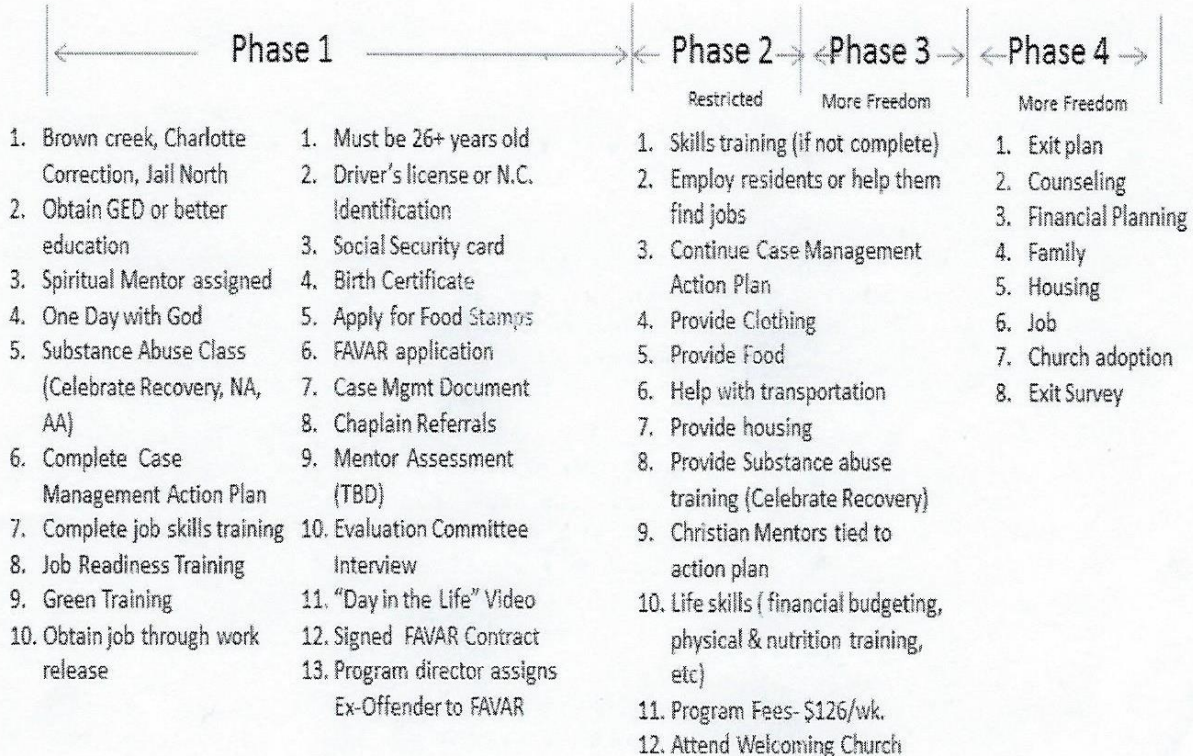 Phase 1
Phase 2
Phase 3
Phase 4
Restricted
More Freedom
More Freedom
1. Brown creek, Charlotte
Correction, Jail North
2. Obtain GED or better
education
3. Spiritual Mentor assigned
4. One Day with God
5. Substance Abuse Class
(Celebrate Recovery, NA,
AA)
6. Complete Case
Management Action Plan
7. Complete job skills training
8. Job Readiness Training
9. Green Training
10. Obtain job through work
release
1. Must be 26+ years old
2. Driver's license or N.C.
Identification
3. Social Security card
4. Birth Certificate
5. Apply for Food Stamps
6. FAVAR application
7. Case Mgmt Document
8. Chaplain Referrals
9. Mentor Assessment
(TBD)
10. Evaluation Committee
Interview
11. "Day in the Life" Video
12. Signed FAVAR Contract
13. Program director assigns
Ex-Offender to FAVAR
1. Skills training (if not complete)
2. Employ residents or help them
find jobs
3. Continue Case Management
Action Plan
4. Provide Clothing
5. Provide Food
6. Help with transportation
7. Provide housing
8. Provide Substance abuse
training (Celebrate Recovery)
9. Christian Mentors tied to
action plan
10. Life skills ( financial budgeting,
physical & nutrition training,
etc)
11. Program Fees- $126/wk.
12. Attend Welcoming Church
1. Exit plan
2. Counseling
3. Financial Planning
4. Family
5. Housing
6. Job
7. Church adoption
8. Exit Survey